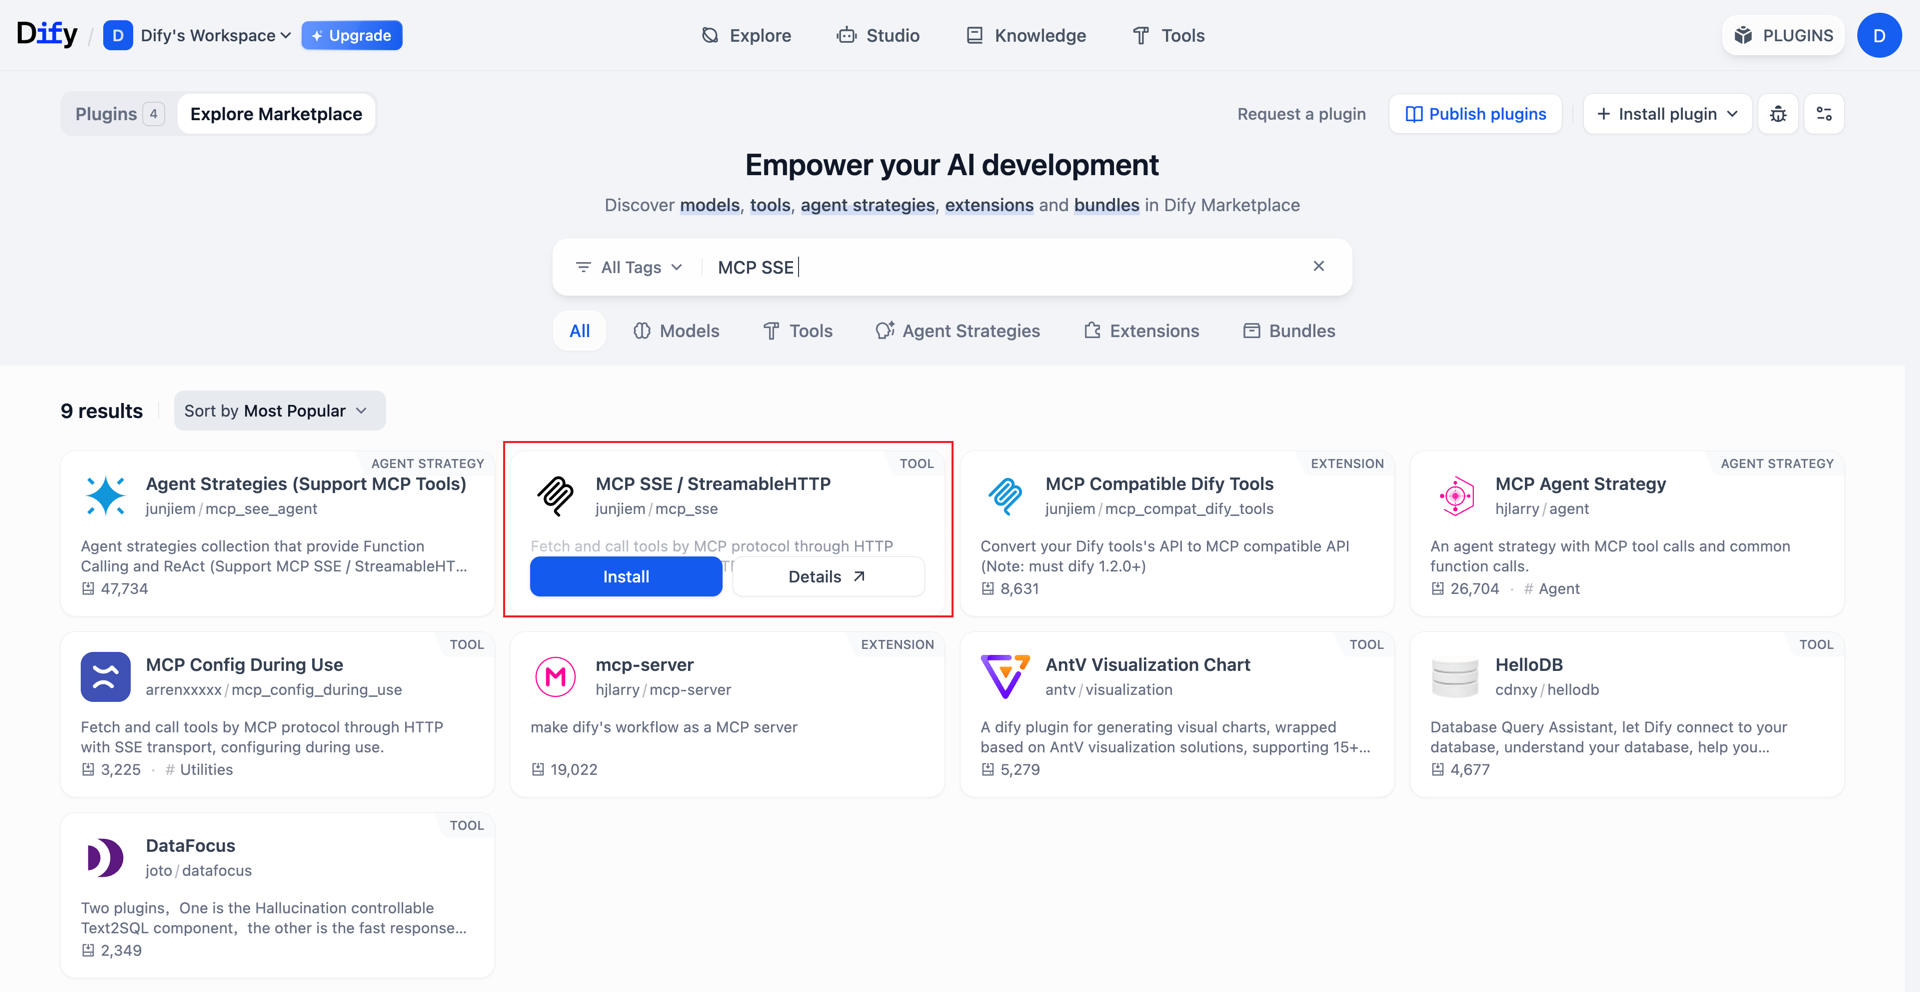 Dify / D Dify's Workspace Upgrade Explore Studio Knowledge Tools PLUGINS D
Plugins 4 Explore Marketplace Request a plugin Publish plugins + Install plugin
Empower your AI development
Discover models, tools, agent strategies, extensions and bundles in Dify Marketplace
All Tags MCP SSE
All Models Tools Agent Strategies Extensions Bundles
9 results Sort by Most Popular
AGENT STRATEGY
Agent Strategies (Support MCP Tools)
junjiem / mcp_see_agent
Agent strategies collection that provide Function
Calling and ReAct (Support MCP SSE / StreamableHT...
47,734
TOOL
MCP SSE / StreamableHTTP
junjiem / mcp_sse
Fetch and call tools by MCP protocol through HTTP
Install Details
EXTENSION
MCP Compatible Dify Tools
junjiem / mcp_compat_dify_tools
Convert your Dify tools's API to MCP compatible API
(Note: must dify 1.2.0+)
8,631
AGENT STRATEGY
MCP Agent Strategy
hjlarry / agent
An agent strategy with MCP tool calls and common
function calls.
26,704 · # Agent
TOOL
MCP Config During Use
arrenxxxxx / mcp_config_during_use
Fetch and call tools by MCP protocol through HTTP
with SSE transport, configuring during use.
3,225 · # Utilities
EXTENSION
M
mcp-server
hjlarry / mcp-server
make dify's workflow as a MCP server
19,022
TOOL
AntV Visualization Chart
antv / visualization
A dify plugin for generating visual charts, wrapped
based on AntV visualization solutions, supporting 15+...
5,279
TOOL
HelloDB
cdnxy / hellodb
Database Query Assistant, let Dify connect to your
database, understand your database, help you...
4,677
TOOL
DataFocus
joto / datafocus
Two plugins，One is the Hallucination controllable
Text2SQL component，the other is the fast response...
2,349